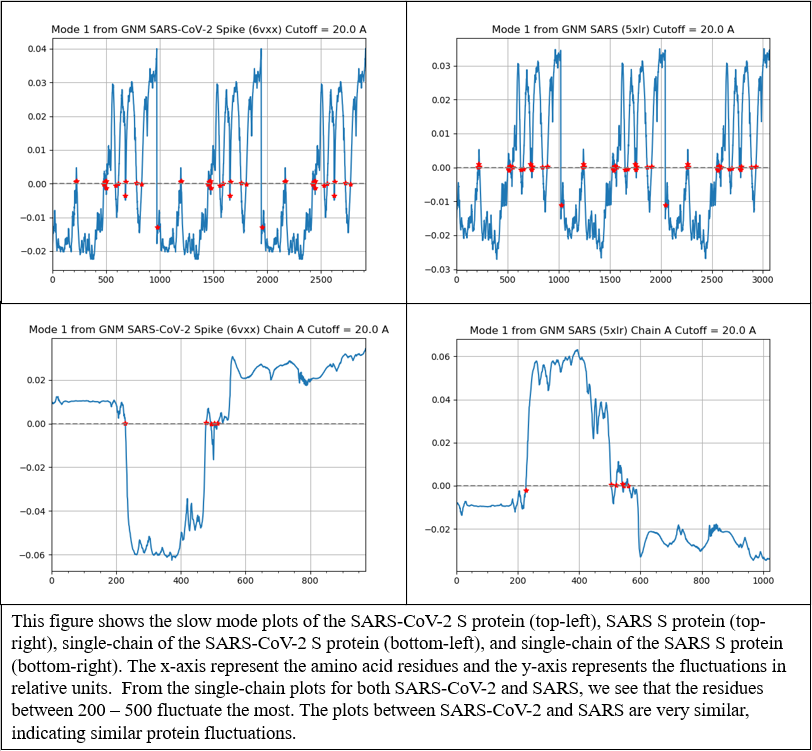 Mode 1 from GNM SARS-CoV-2 Spike (6vxx) Cutoff = 20.0 A
0.04
0.03
0.02
0.01
0.00
−0.01
−0.02
0 500 1000 1500 2000 2500
Mode 1 from GNM SARS (5xlr) Cutoff = 20.0 A
0.03
0.02
0.01
0.00
−0.01
−0.02
−0.03
0 500 1000 1500 2000 2500 3000
Mode 1 from GNM SARS-CoV-2 Spike (6vxx) Chain A Cutoff = 20.0 A
0.02
0.00
−0.02
−0.04
−0.06
0 200 400 600 800
Mode 1 from GNM SARS (5xlr) Chain A Cutoff = 20.0 A
0.06
0.04
0.02
0.00
−0.02
0 200 400 600 800 1000
This figure shows the slow mode plots of the SARS-CoV-2 S protein (top-left), SARS S protein (top-
right), single-chain of the SARS-CoV-2 S protein (bottom-left), and single-chain of the SARS S protein
(bottom-right). The x-axis represent the amino acid residues and the y-axis represents the fluctuations in
relative units. From the single-chain plots for both SARS-CoV-2 and SARS, we see that the residues
between 200 – 500 fluctuate the most. The plots between SARS-CoV-2 and SARS are very similar,
indicating similar protein fluctuations.